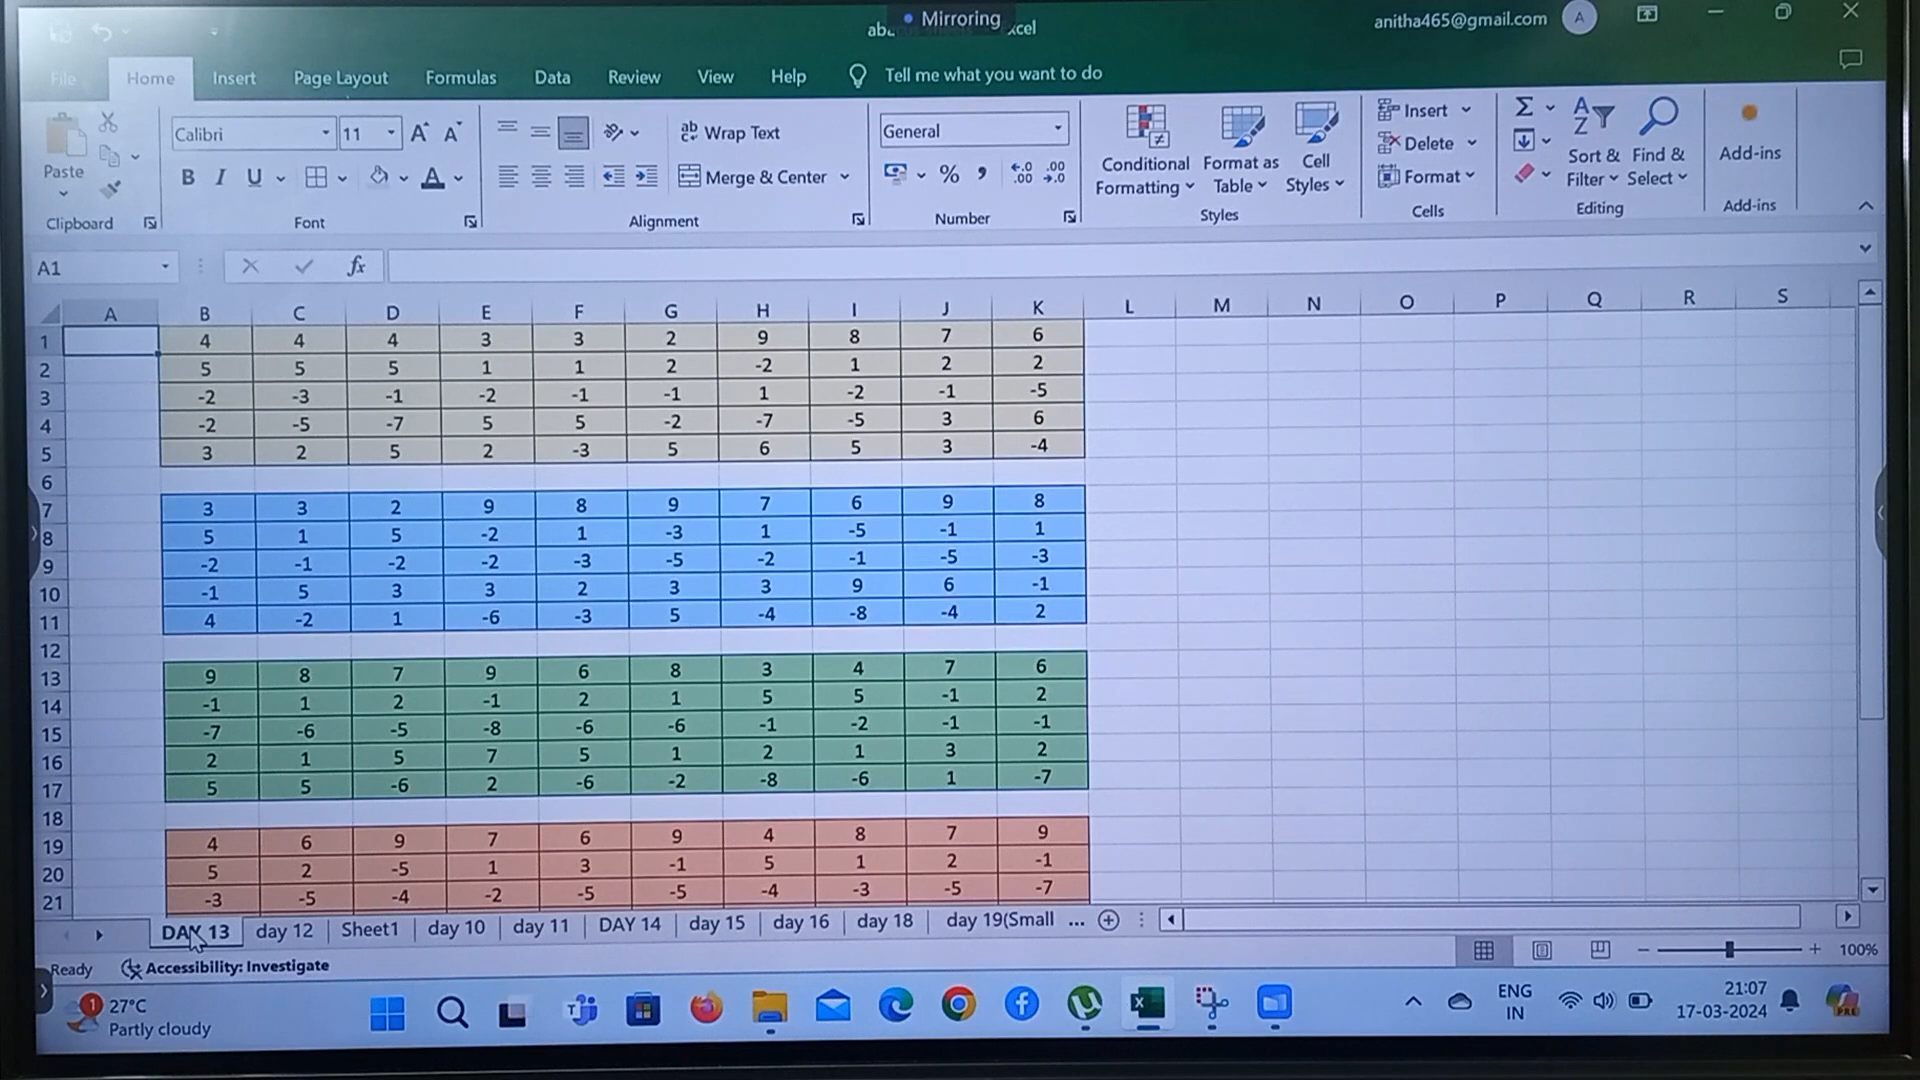 Mirroring
xcel
anitha465@gmail.com A
File Home Insert Page Layout Formulas Data Review View Help Tell me what you want to do
Calibri 11 A A
ab Wrap Text
General
Insert
Delete
Format
Paste
B I U A
Merge & Center
% , .0 .00 .00 .0
Conditional Formatting Format as Table Cell Styles
Sort & Filter Find & Select
Add-ins
Clipboard Font Alignment Number Styles Cells Editing Add-ins
A1 fx
A B C D E F G H I J K L M N O P Q R S
1 4 4 4 3 3 2 9 8 7 6
2 5 5 5 1 1 2 -2 1 2 2
3 -2 -3 -1 -2 -1 -1 1 -2 -1 -5
4 -2 -5 -7 5 5 -2 -7 -5 3 6
5 3 2 5 2 -3 5 6 5 3 -4
6
7 3 3 2 9 8 9 7 6 9 8
8 5 1 5 -2 1 -3 1 -5 -1 1
9 -2 -1 -2 -2 -3 -5 -2 -1 -5 -3
10 -1 5 3 3 2 3 3 9 6 -1
11 4 -2 1 -6 -3 5 -4 -8 -4 2
12
13 9 8 7 9 6 8 3 4 7 6
14 -1 1 2 -1 2 1 5 5 -1 2
15 -7 -6 -5 -8 -6 -6 -1 -2 -1 -1
16 2 1 5 7 5 1 2 1 3 2
17 5 5 -6 2 -6 -2 -8 -6 1 -7
18
19 4 6 9 7 6 9 4 8 7 9
20 5 2 -5 1 3 -1 5 1 2 -1
21 -3 -5 -4 -2 -5 -5 -4 -3 -5 -7
DAY 13 day 12 Sheet1 day 10 day 11 DAY 14 day 15 day 16 day 18 day 19(Small ...
Ready Accessibility: Investigate 100%
1 27°C
Partly cloudy
ENG
IN
21:07
17-03-2024
PRE